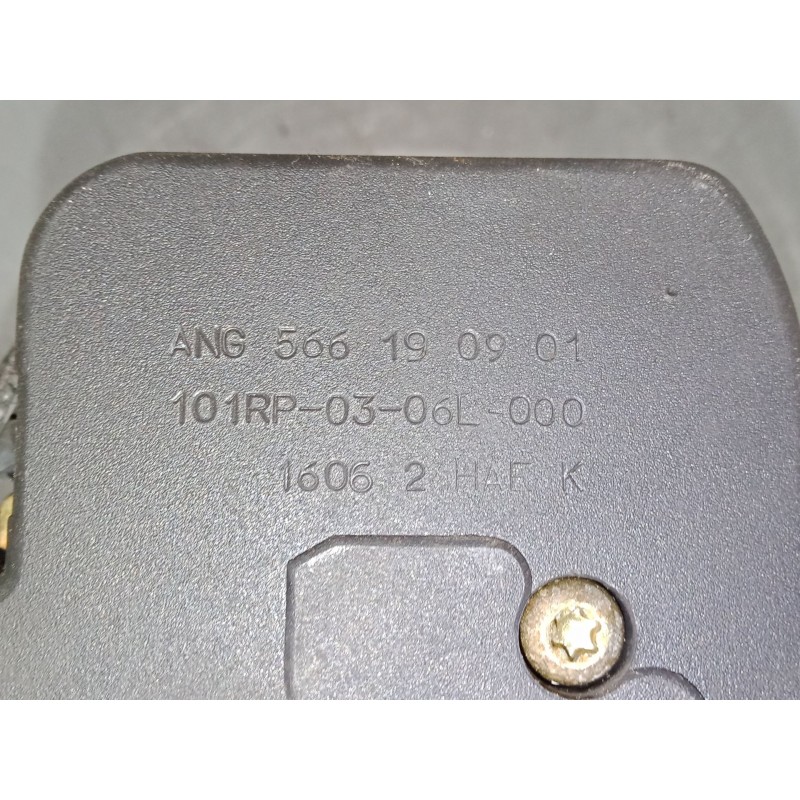 ANG 566 19 09 01
101RP-03-06L-000
1606 2 HAF K